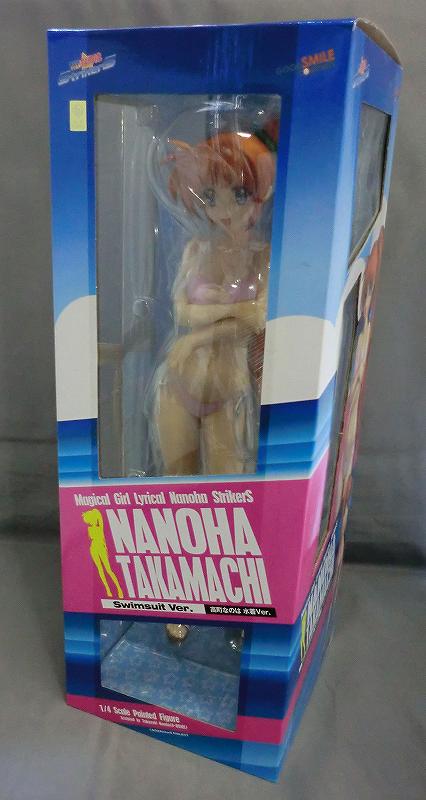 STRIKERS
GOOD SMILE
Magical Girl Lyrical Nanoha StrikerS
NANOHA
TAKAMACHI
Swimsuit Ver.
高町なのは 水着Ver.
1/4 Scale Painted Figure